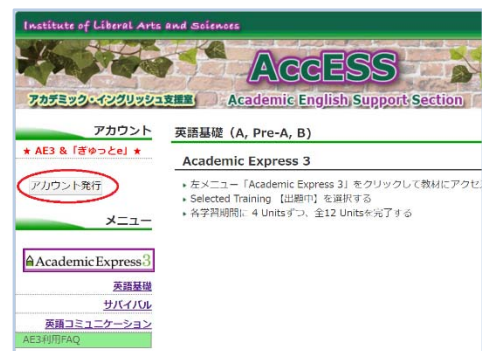 Institute of Liberal Arts and Sciences
AccESS
アカデミック・イングリッシュ支援室 Academic English Support Section
アカウント
★ AE3 & 「ぎゅっとe」 ★
アカウント発行
メニュー
AcademicExpress3
英語基礎
サバイバル
英語コミュニケーション
AE3利用FAQ
英語基礎 (A, Pre-A, B)
Academic Express 3
左メニュー「Academic Express 3」をクリックして教材にアクセ
Selected Training 【出題中】を選択する
各学習期間に 4 Unitsずつ、全12 Unitsを完了する